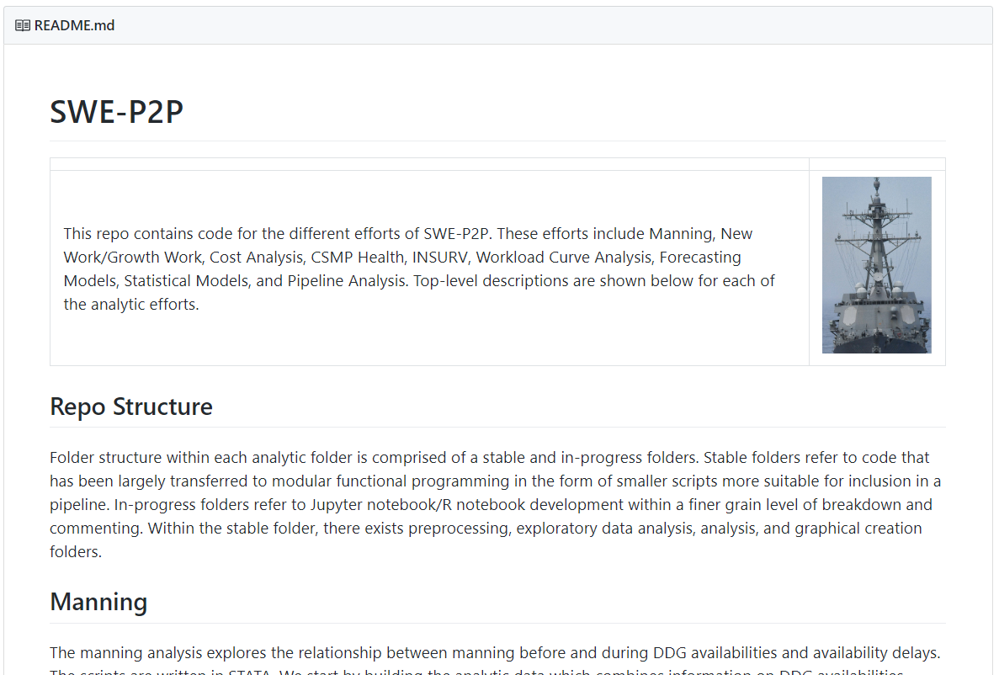 README.md
SWE-P2P
This repo contains code for the different efforts of SWE-P2P. These efforts include Manning, New
Work/Growth Work, Cost Analysis, CSMP Health, INSURV, Workload Curve Analysis, Forecasting
Models, Statistical Models, and Pipeline Analysis. Top-level descriptions are shown below for each of
the analytic efforts.
Repo Structure
Folder structure within each analytic folder is comprised of a stable and in-progress folders. Stable folders refer to code that
has been largely transferred to modular functional programming in the form of smaller scripts more suitable for inclusion in a
pipeline. In-progress folders refer to Jupyter notebook/R notebook development within a finer grain level of breakdown and
commenting. Within the stable folder, there exists preprocessing, exploratory data analysis, analysis, and graphical creation
folders.
Manning
The manning analysis explores the relationship between manning before and during DDG availabilities and availability delays.
The scripts are written in STATA. We start by building the analytic data which combines information on DDG availabilities